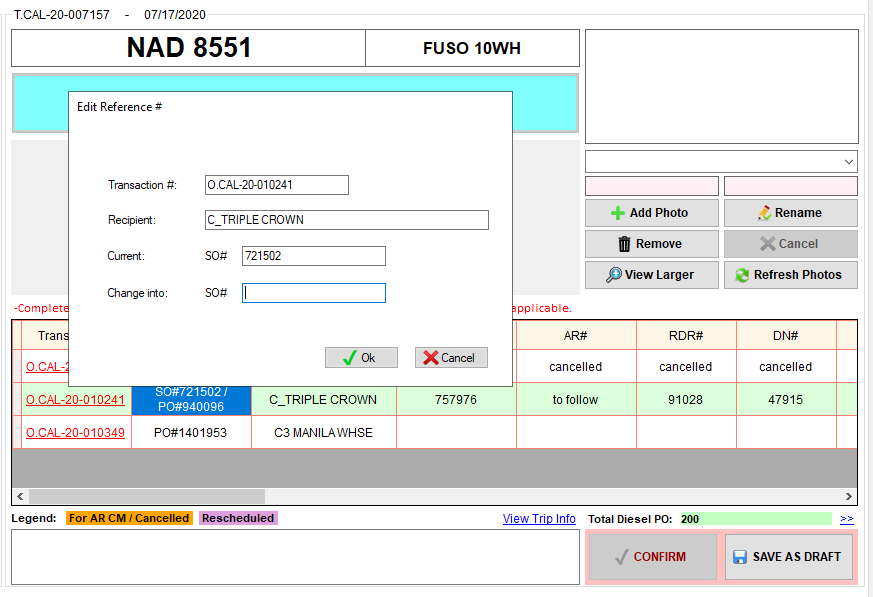 T.CAL-20-007157 - 07/17/2020
NAD 8551
FUSO 10WH
Edit Reference #
Transaction #: O.CAL-20-010241
Recipient: C_TRIPLE CROWN
Current: SO# 721502
Change into: SO#
Ok Cancel
Add Photo Rename
Remove Cancel
View Larger Refresh Photos
-Complete applicable.
Trans AR# RDR# DN#
O.CAL-2 cancelled cancelled cancelled
O.CAL-20-010241 SO#721502 / PO#940096 C_TRIPLE CROWN 757976 to follow 91028 47915
O.CAL-20-010349 PO#1401953 C3 MANILA WHSE
Legend: For AR CM / Cancelled Rescheduled View Trip Info Total Diesel PO: 200 >>
CONFIRM SAVE AS DRAFT